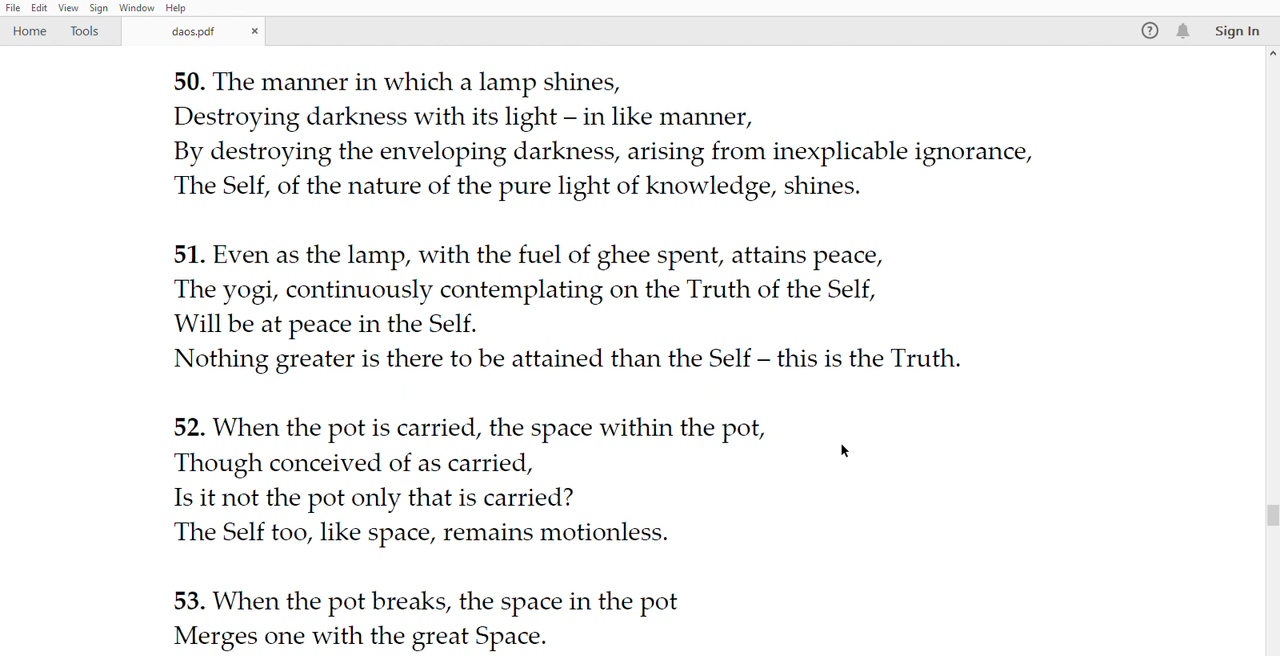 File Edit View Sign Window Help
Home Tools daos.pdf × ? Sign In
50. The manner in which a lamp shines,
Destroying darkness with its light – in like manner,
By destroying the enveloping darkness, arising from inexplicable ignorance,
The Self, of the nature of the pure light of knowledge, shines.
51. Even as the lamp, with the fuel of ghee spent, attains peace,
The yogi, continuously contemplating on the Truth of the Self,
Will be at peace in the Self.
Nothing greater is there to be attained than the Self – this is the Truth.
52. When the pot is carried, the space within the pot,
Though conceived of as carried,
Is it not the pot only that is carried?
The Self too, like space, remains motionless.
53. When the pot breaks, the space in the pot
Merges one with the great Space.